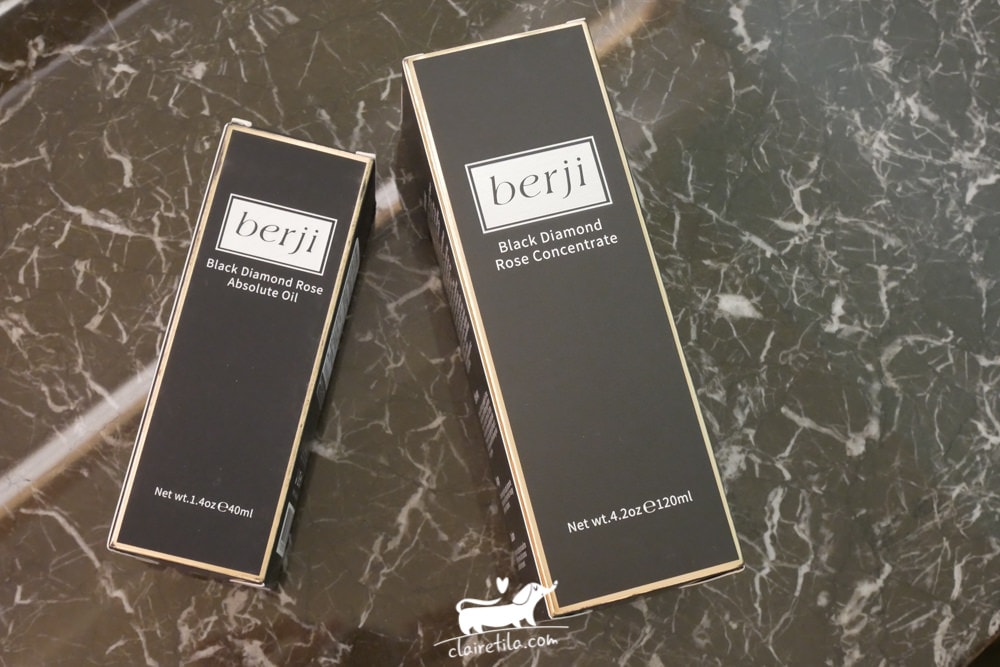 berji
Black Diamond Rose
Absolute Oil
Net wt.1.4oz℮40ml
berji
Black Diamond
Rose Concentrate
Net wt.4.2oz℮120ml
clairetila.com